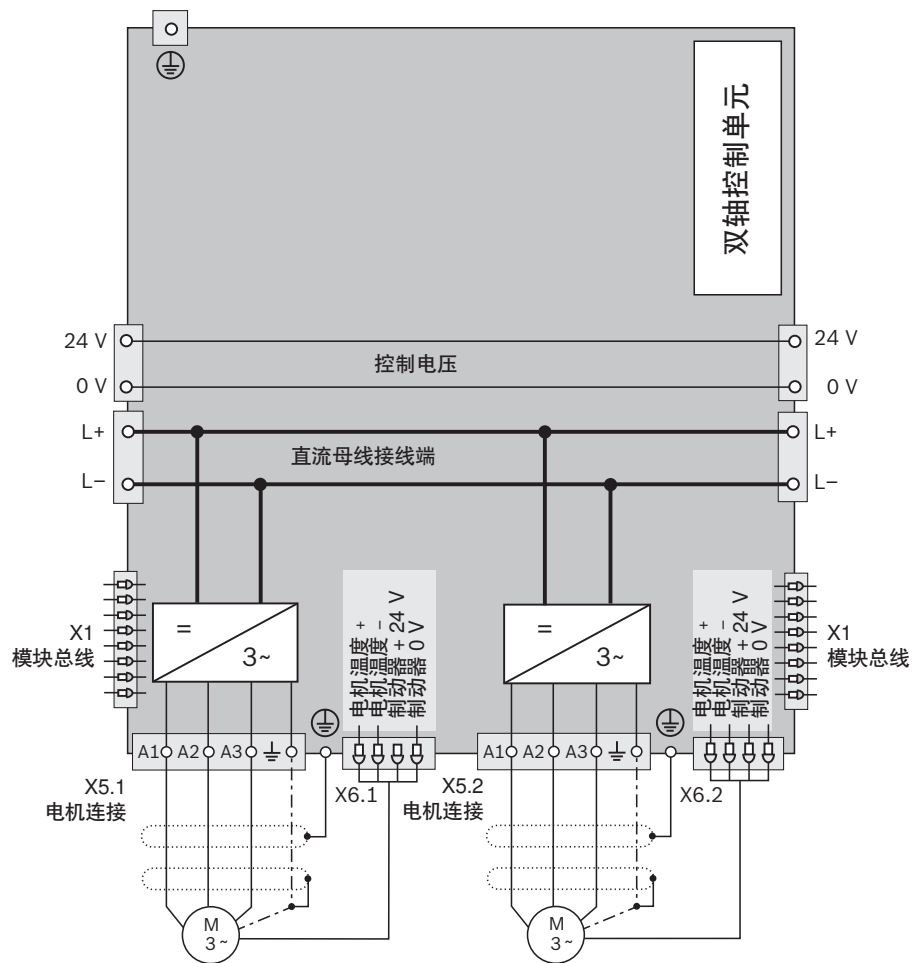 双轴控制单元
24 V
24 V
控制电压
0 V
0 V
L+
L+
直流母线接线端
L−
L−
X1
模块总线
=
3~
电机温度 +
电机温度 −
制动器 + 24 V
制动器 0 V
=
3~
电机温度 +
电机温度 −
制动器 + 24 V
制动器 0 V
X1
模块总线
A1
A2
A3
A1
A2
A3
X5.1
电机连接
X6.1
X5.2
电机连接
X6.2
M
3~
M
3~